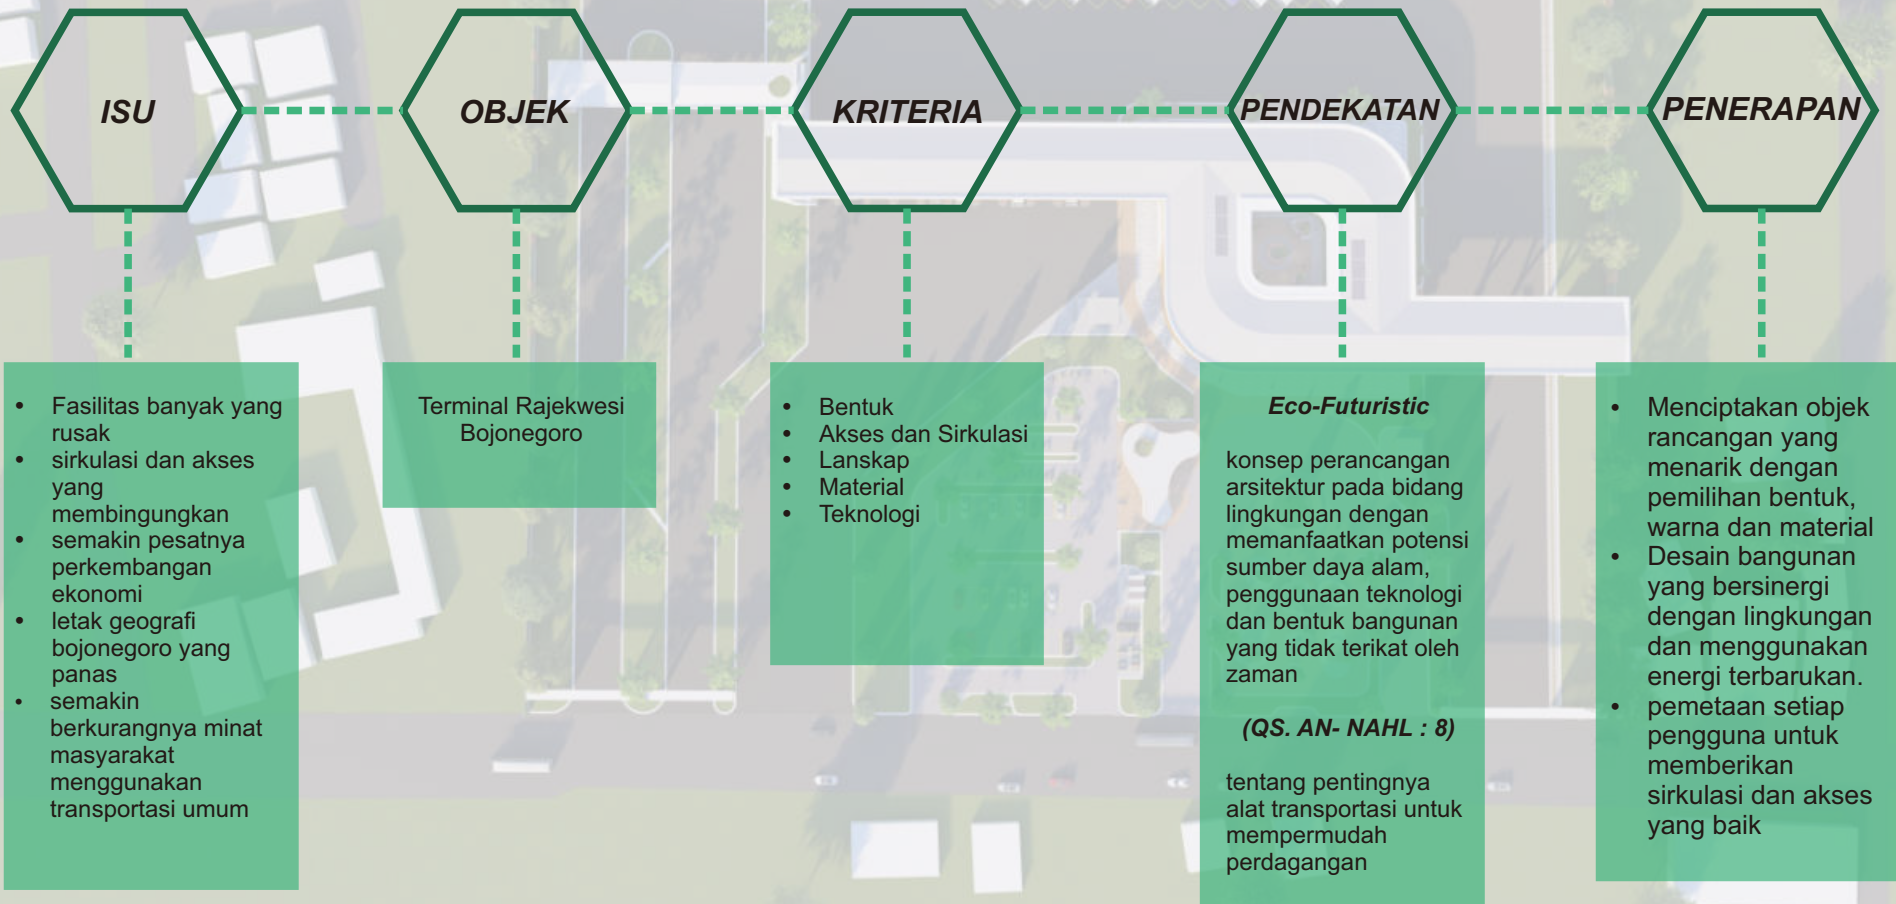 ISU
OBJEK
KRITERIA
PENDEKATAN
PENERAPAN
• Fasilitas banyak yang
rusak
• sirkulasi dan akses
yang
membingungkan
• semakin pesatnya
perkembangan
ekonomi
• letak geografi
bojonegoro yang
panas
• semakin
berkurangnya minat
masyarakat
menggunakan
transportasi umum
Terminal Rajekwesi
Bojonegoro
• Bentuk
• Akses dan Sirkulasi
• Lanskap
• Material
• Teknologi
Eco-Futuristic
konsep perancangan
arsitektur pada bidang
lingkungan dengan
memanfaatkan potensi
sumber daya alam,
penggunaan teknologi
dan bentuk bangunan
yang tidak terikat oleh
zaman
(QS. AN- NAHL : 8)
tentang pentingnya
alat transportasi untuk
mempermudah
perdagangan
• Menciptakan objek
rancangan yang
menarik dengan
pemilihan bentuk,
warna dan material
• Desain bangunan
yang bersinergi
dengan lingkungan
dan menggunakan
energi terbarukan.
• pemetaan setiap
pengguna untuk
memberikan
sirkulasi dan akses
yang baik